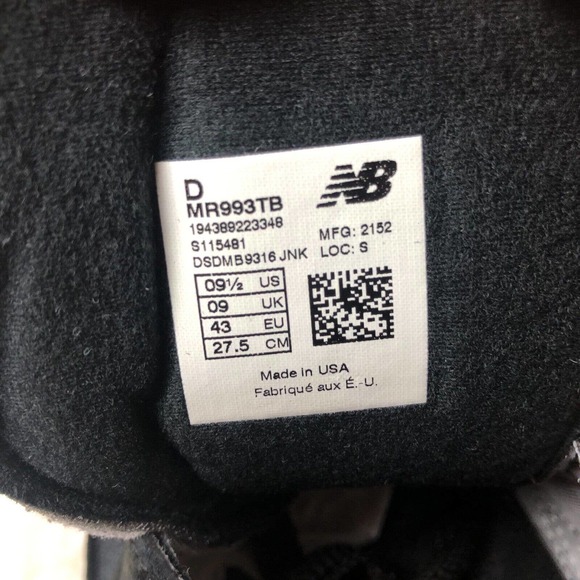 D
NB
MR993TB
194389223348
S115481
MFG: 2152
DSDMB9316 JNK
LOC: S
09½ US
09 UK
43 EU
27.5 CM
Made in USA
Fabriqué aux É.-U.